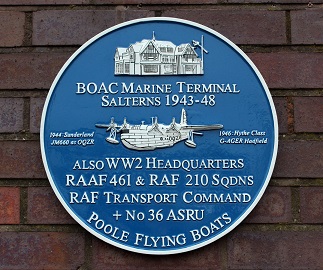 BOAC MARINE TERMINAL
SALTERNS 1943-48
1944: Sunderland
JM660 as OQZR
1946: Hythe Class
G-AGER Hadfield
ALSO WW2 HEADQUARTERS
RAAF 461 & RAF 210 SQDNS
RAF TRANSPORT COMMAND
+ No 36 ASRU
POOLE FLYING BOATS